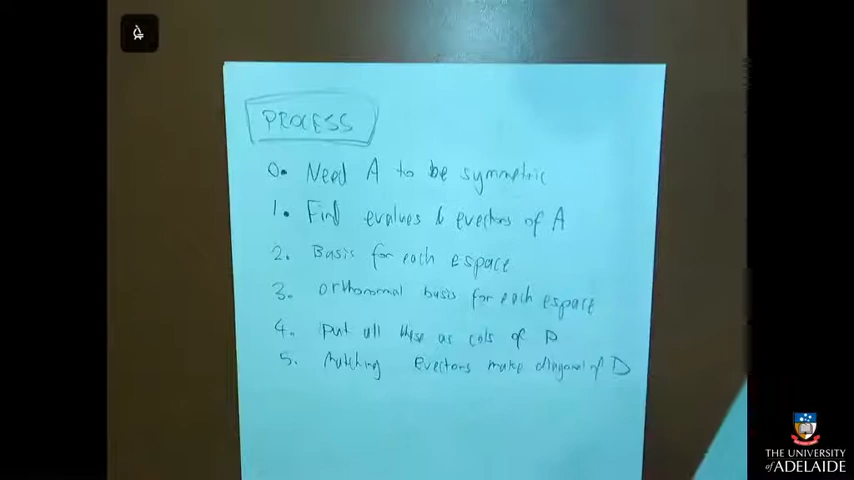 PROCESS
0. Need A to be symmetric
1. Find evalues & evectors of A
2. Basis for each espace
3. orthonormal basis for each espace
4. put all these as cols of P
5. Matching evectors make diagonal of D
THE UNIVERSITY
of ADELAIDE